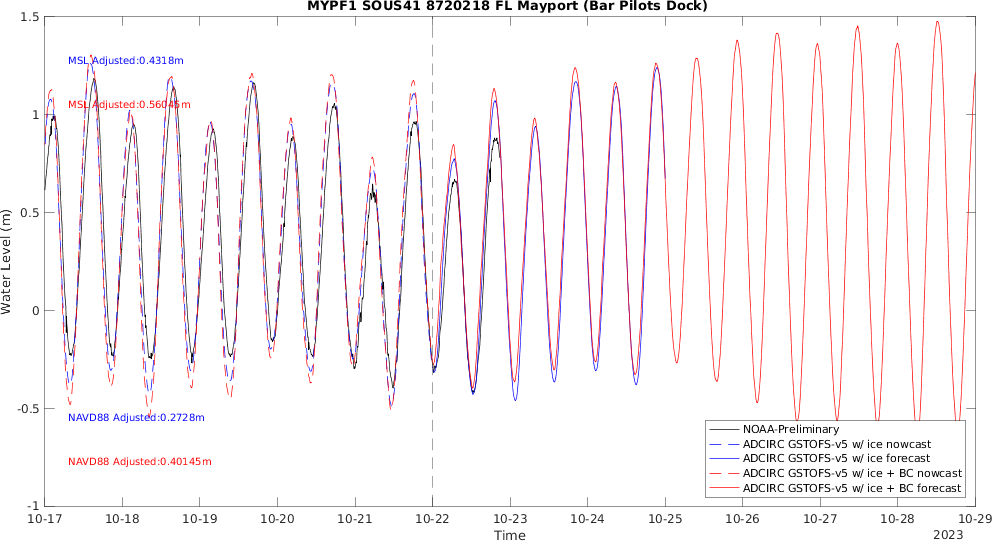 MYPF1 SOUS41 8720218 FL Mayport (Bar Pilots Dock)
1.5
1
0.5
0
-0.5
-1
Water Level (m)
MSL Adjusted:0.4318m
MSL Adjusted:0.56045m
NAVD88 Adjusted:0.2728m
NAVD88 Adjusted:0.40145m
NOAA-Preliminary
ADCIRC GSTOFS-v5 w/ ice nowcast
ADCIRC GSTOFS-v5 w/ ice forecast
ADCIRC GSTOFS-v5 w/ ice + BC nowcast
ADCIRC GSTOFS-v5 w/ ice + BC forecast
10-17 10-18 10-19 10-20 10-21 10-22 10-23 10-24 10-25 10-26 10-27 10-28 10-29
Time
2023